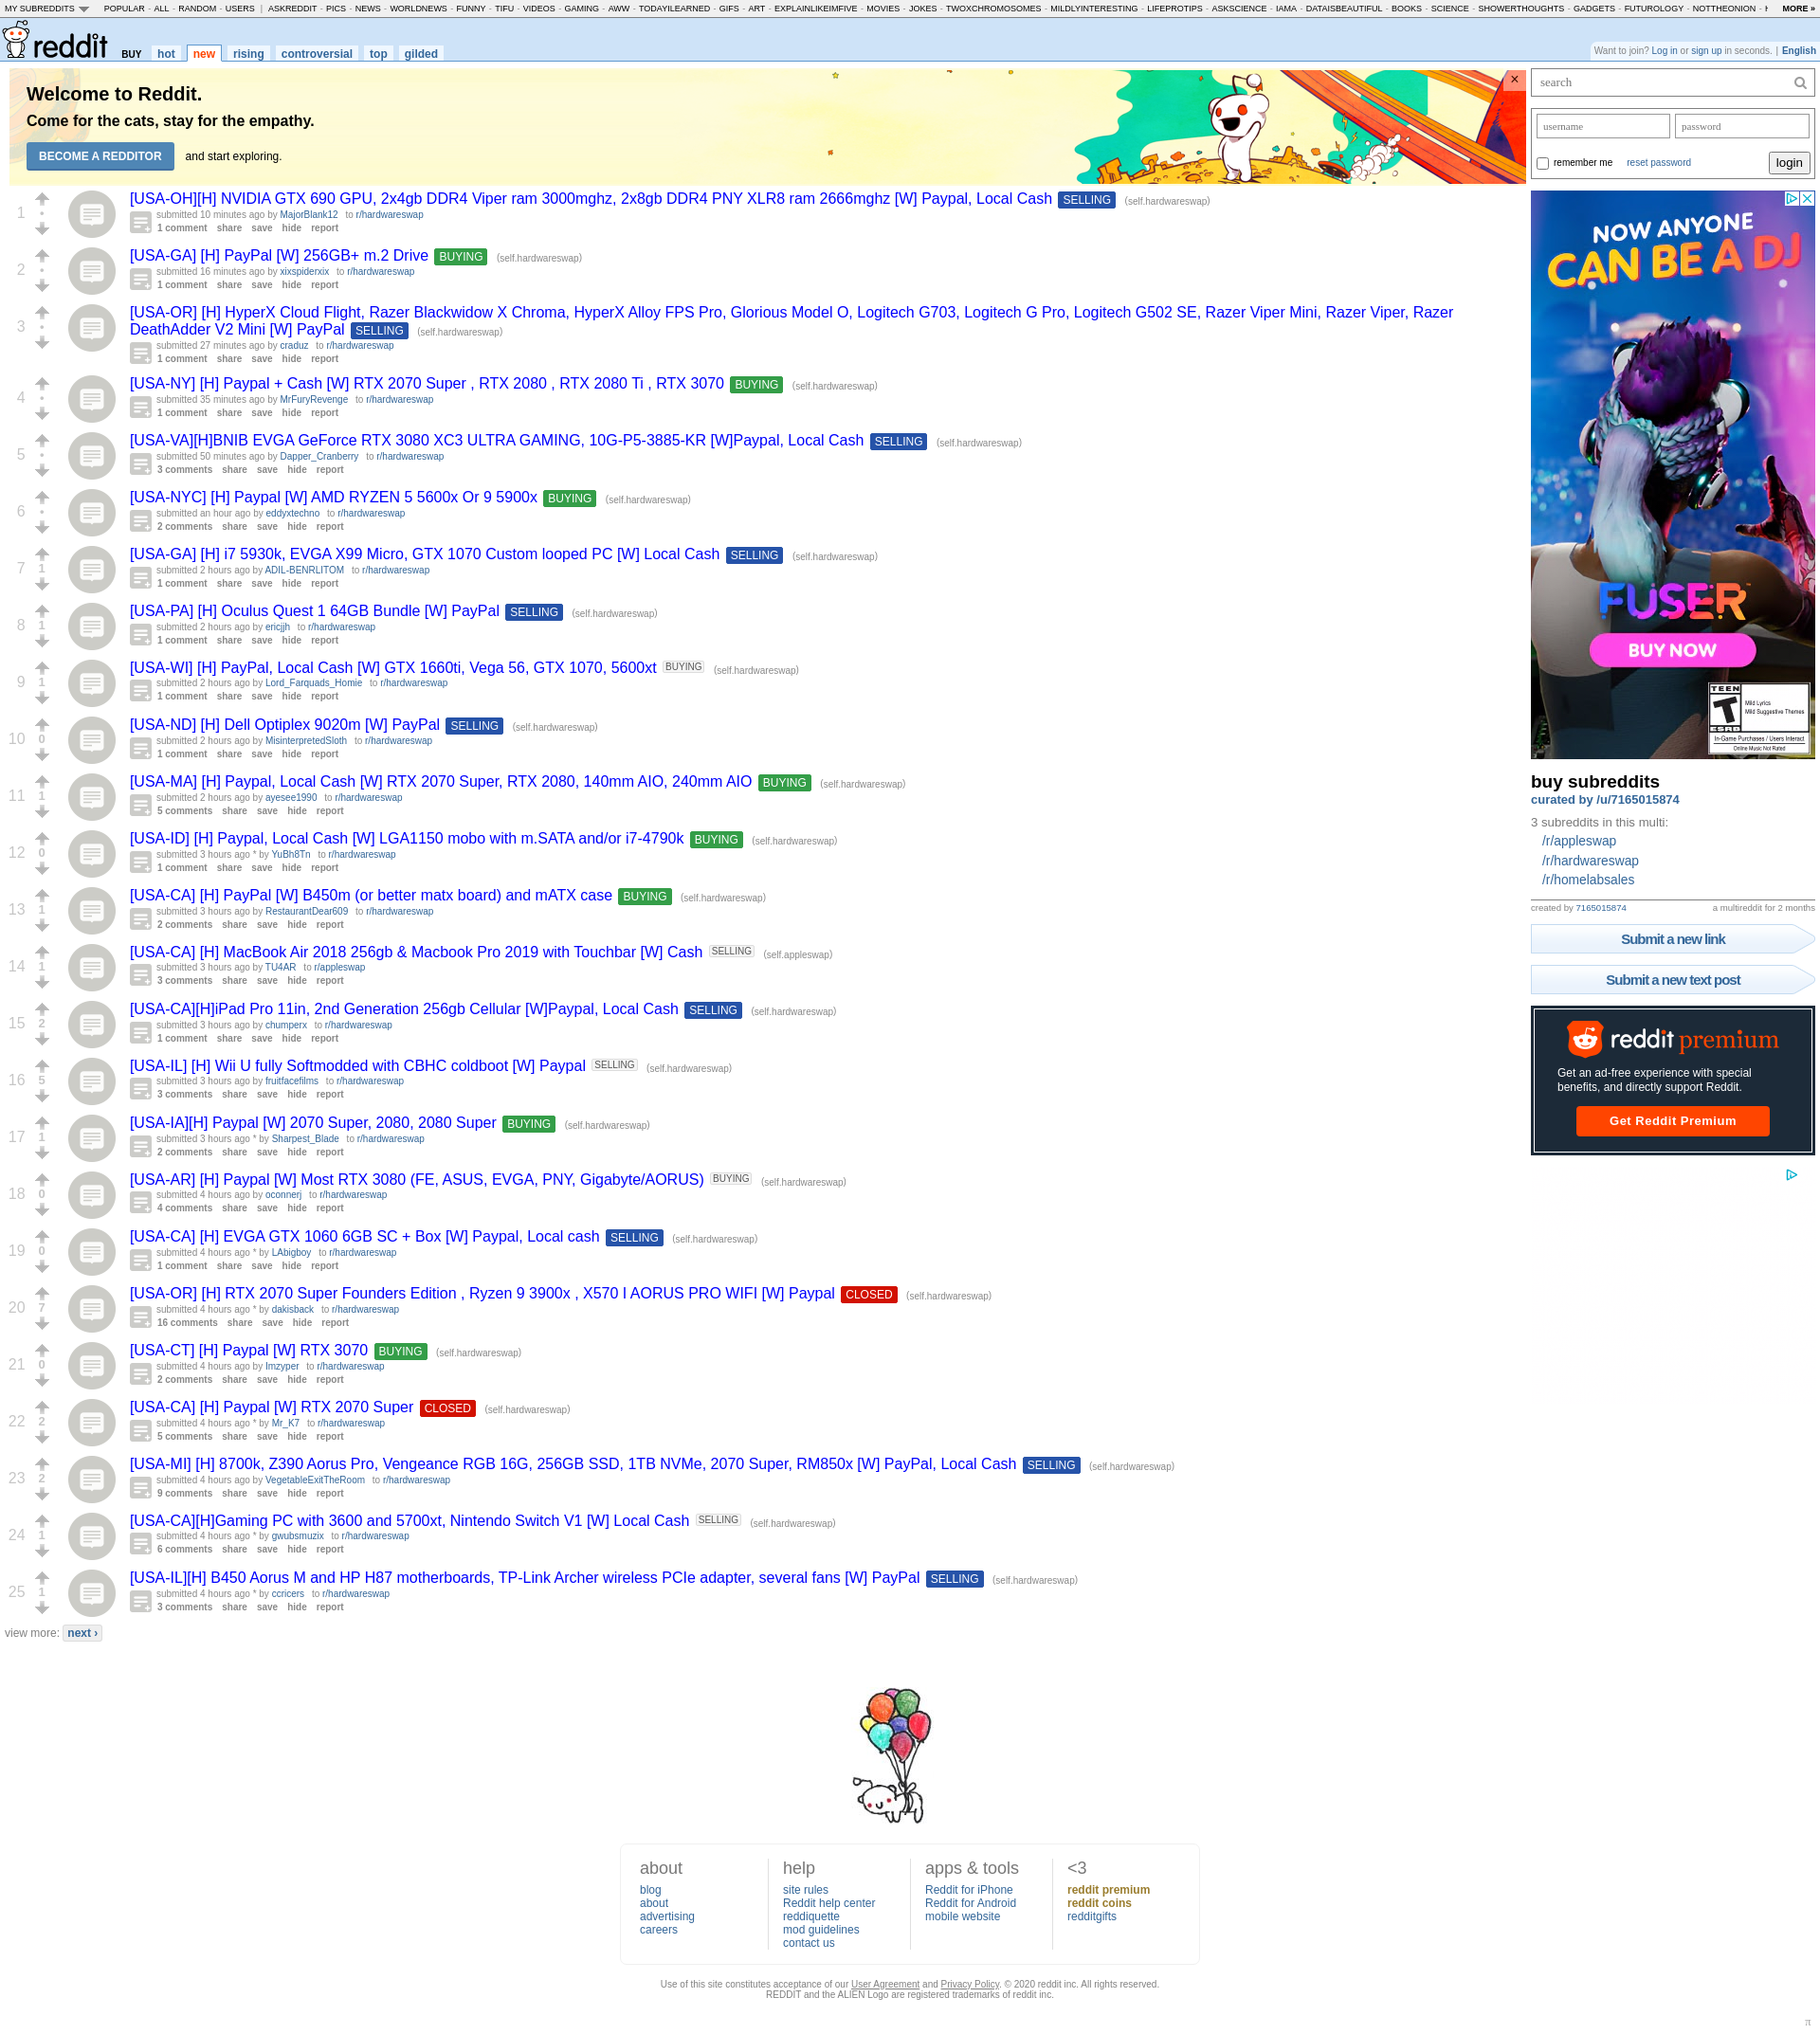 MY SUBREDDITS POPULAR - ALL - RANDOM - USERS | ASKREDDIT - PICS - NEWS - WORLDNEWS - FUNNY - TIFU - VIDEOS - GAMING - AWW - TODAYILEARNED - GIFS - ART - EXPLAINLIKEIMFIVE - MOVIES - JOKES - TWOXCHROMOSOMES - MILDLYINTERESTING - LIFEPROTIPS - ASKSCIENCE - IAMA - DATAISBEAUTIFUL - BOOKS - SCIENCE - SHOWERTHOUGHTS - GADGETS - FUTUROLOGY - NOTTHEONION - MORE »
reddit BUY hot new rising controversial top gilded
Want to join? Log in or sign up in seconds. | English
Welcome to Reddit.
Come for the cats, stay for the empathy.
BECOME A REDDITOR and start exploring.
×
1
[USA-OH][H] NVIDIA GTX 690 GPU, 2x4gb DDR4 Viper ram 3000mghz, 2x8gb DDR4 PNY XLR8 ram 2666mghz [W] Paypal, Local Cash SELLING (self.hardwareswap)
submitted 10 minutes ago by MajorBlank12 to r/hardwareswap
1 comment share save hide report
2
[USA-GA] [H] PayPal [W] 256GB+ m.2 Drive BUYING (self.hardwareswap)
submitted 16 minutes ago by xixspiderxix to r/hardwareswap
1 comment share save hide report
3
[USA-OR] [H] HyperX Cloud Flight, Razer Blackwidow X Chroma, HyperX Alloy FPS Pro, Glorious Model O, Logitech G703, Logitech G Pro, Logitech G502 SE, Razer Viper Mini, Razer Viper, Razer
DeathAdder V2 Mini [W] PayPal SELLING (self.hardwareswap)
submitted 27 minutes ago by craduz to r/hardwareswap
1 comment share save hide report
4
[USA-NY] [H] Paypal + Cash [W] RTX 2070 Super , RTX 2080 , RTX 2080 Ti , RTX 3070 BUYING (self.hardwareswap)
submitted 35 minutes ago by MrFuryRevenge to r/hardwareswap
1 comment share save hide report
5
[USA-VA][H]BNIB EVGA GeForce RTX 3080 XC3 ULTRA GAMING, 10G-P5-3885-KR [W]Paypal, Local Cash SELLING (self.hardwareswap)
submitted 50 minutes ago by Dapper_Cranberry to r/hardwareswap
3 comments share save hide report
6
[USA-NYC] [H] Paypal [W] AMD RYZEN 5 5600x Or 9 5900x BUYING (self.hardwareswap)
submitted an hour ago by eddyxtechno to r/hardwareswap
2 comments share save hide report
7 1
[USA-GA] [H] i7 5930k, EVGA X99 Micro, GTX 1070 Custom looped PC [W] Local Cash SELLING (self.hardwareswap)
submitted 2 hours ago by ADIL-BENRLITOM to r/hardwareswap
1 comment share save hide report
8 1
[USA-PA] [H] Oculus Quest 1 64GB Bundle [W] PayPal SELLING (self.hardwareswap)
submitted 2 hours ago by ericjjh to r/hardwareswap
1 comment share save hide report
9 1
[USA-WI] [H] PayPal, Local Cash [W] GTX 1660ti, Vega 56, GTX 1070, 5600xt BUYING (self.hardwareswap)
submitted 2 hours ago by Lord_Farquads_Homie to r/hardwareswap
1 comment share save hide report
10 0
[USA-ND] [H] Dell Optiplex 9020m [W] PayPal SELLING (self.hardwareswap)
submitted 2 hours ago by MisinterpretedSloth to r/hardwareswap
1 comment share save hide report
11 1
[USA-MA] [H] Paypal, Local Cash [W] RTX 2070 Super, RTX 2080, 140mm AIO, 240mm AIO BUYING (self.hardwareswap)
submitted 2 hours ago by ayesee1990 to r/hardwareswap
5 comments share save hide report
12 0
[USA-ID] [H] Paypal, Local Cash [W] LGA1150 mobo with m.SATA and/or i7-4790k BUYING (self.hardwareswap)
submitted 3 hours ago * by YuBh8Tn to r/hardwareswap
1 comment share save hide report
13 1
[USA-CA] [H] PayPal [W] B450m (or better matx board) and mATX case BUYING (self.hardwareswap)
submitted 3 hours ago by RestaurantDear609 to r/hardwareswap
2 comments share save hide report
14 1
[USA-CA] [H] MacBook Air 2018 256gb & Macbook Pro 2019 with Touchbar [W] Cash SELLING (self.appleswap)
submitted 3 hours ago by TU4AR to r/appleswap
3 comments share save hide report
15 2
[USA-CA][H]iPad Pro 11in, 2nd Generation 256gb Cellular [W]Paypal, Local Cash SELLING (self.hardwareswap)
submitted 3 hours ago by chumperx to r/hardwareswap
1 comment share save hide report
16 5
[USA-IL] [H] Wii U fully Softmodded with CBHC coldboot [W] Paypal SELLING (self.hardwareswap)
submitted 3 hours ago by fruitfacefilms to r/hardwareswap
3 comments share save hide report
17 1
[USA-IA][H] Paypal [W] 2070 Super, 2080, 2080 Super BUYING (self.hardwareswap)
submitted 3 hours ago * by Sharpest_Blade to r/hardwareswap
2 comments share save hide report
18 0
[USA-AR] [H] Paypal [W] Most RTX 3080 (FE, ASUS, EVGA, PNY, Gigabyte/AORUS) BUYING (self.hardwareswap)
submitted 4 hours ago by oconnerj to r/hardwareswap
4 comments share save hide report
19 0
[USA-CA] [H] EVGA GTX 1060 6GB SC + Box [W] Paypal, Local cash SELLING (self.hardwareswap)
submitted 4 hours ago * by LAbigboy to r/hardwareswap
1 comment share save hide report
20 7
[USA-OR] [H] RTX 2070 Super Founders Edition , Ryzen 9 3900x , X570 I AORUS PRO WIFI [W] Paypal CLOSED (self.hardwareswap)
submitted 4 hours ago * by dakisback to r/hardwareswap
16 comments share save hide report
21 0
[USA-CT] [H] Paypal [W] RTX 3070 BUYING (self.hardwareswap)
submitted 4 hours ago by Imzyper to r/hardwareswap
2 comments share save hide report
22 2
[USA-CA] [H] Paypal [W] RTX 2070 Super CLOSED (self.hardwareswap)
submitted 4 hours ago * by Mr_K7 to r/hardwareswap
5 comments share save hide report
23 2
[USA-MI] [H] 8700k, Z390 Aorus Pro, Vengeance RGB 16G, 256GB SSD, 1TB NVMe, 2070 Super, RM850x [W] PayPal, Local Cash SELLING (self.hardwareswap)
submitted 4 hours ago by VegetableExitTheRoom to r/hardwareswap
9 comments share save hide report
24 1
[USA-CA][H]Gaming PC with 3600 and 5700xt, Nintendo Switch V1 [W] Local Cash SELLING (self.hardwareswap)
submitted 4 hours ago * by gwubsmuzix to r/hardwareswap
6 comments share save hide report
25 1
[USA-IL][H] B450 Aorus M and HP H87 motherboards, TP-Link Archer wireless PCIe adapter, several fans [W] PayPal SELLING (self.hardwareswap)
submitted 4 hours ago * by ccricers to r/hardwareswap
3 comments share save hide report
view more: next ›
search
username password
remember me reset password login
NOW ANYONE
CAN BE A DJ
FUSER
BUY NOW
TEEN
T
Mild Lyrics
Mild Suggestive Themes
ESRB
In-Game Purchases / Users Interact
Online Music Not Rated
buy subreddits
curated by /u/7165015874
3 subreddits in this multi:
/r/appleswap
/r/hardwareswap
/r/homelabsales
created by 7165015874 a multireddit for 2 months
Submit a new link
Submit a new text post
reddit premium
Get an ad-free experience with special
benefits, and directly support Reddit.
Get Reddit Premium
about
blog
about
advertising
careers
help
site rules
Reddit help center
reddiquette
mod guidelines
contact us
apps & tools
Reddit for iPhone
Reddit for Android
mobile website
<3
reddit premium
reddit coins
redditgifts
Use of this site constitutes acceptance of our User Agreement and Privacy Policy. © 2020 reddit inc. All rights reserved.
REDDIT and the ALIEN Logo are registered trademarks of reddit inc.
π